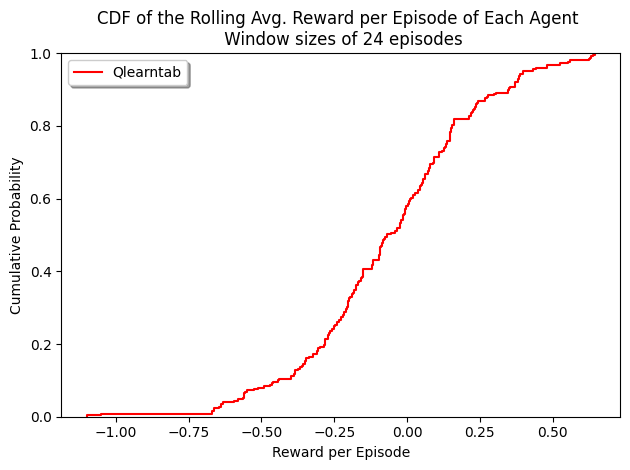 CDF of the Rolling Avg. Reward per Episode of Each Agent
Window sizes of 24 episodes
Qlearntab
1.0
0.8
0.6
0.4
0.2
0.0
Cumulative Probability
−1.00 −0.75 −0.50 −0.25 0.00 0.25 0.50
Reward per Episode